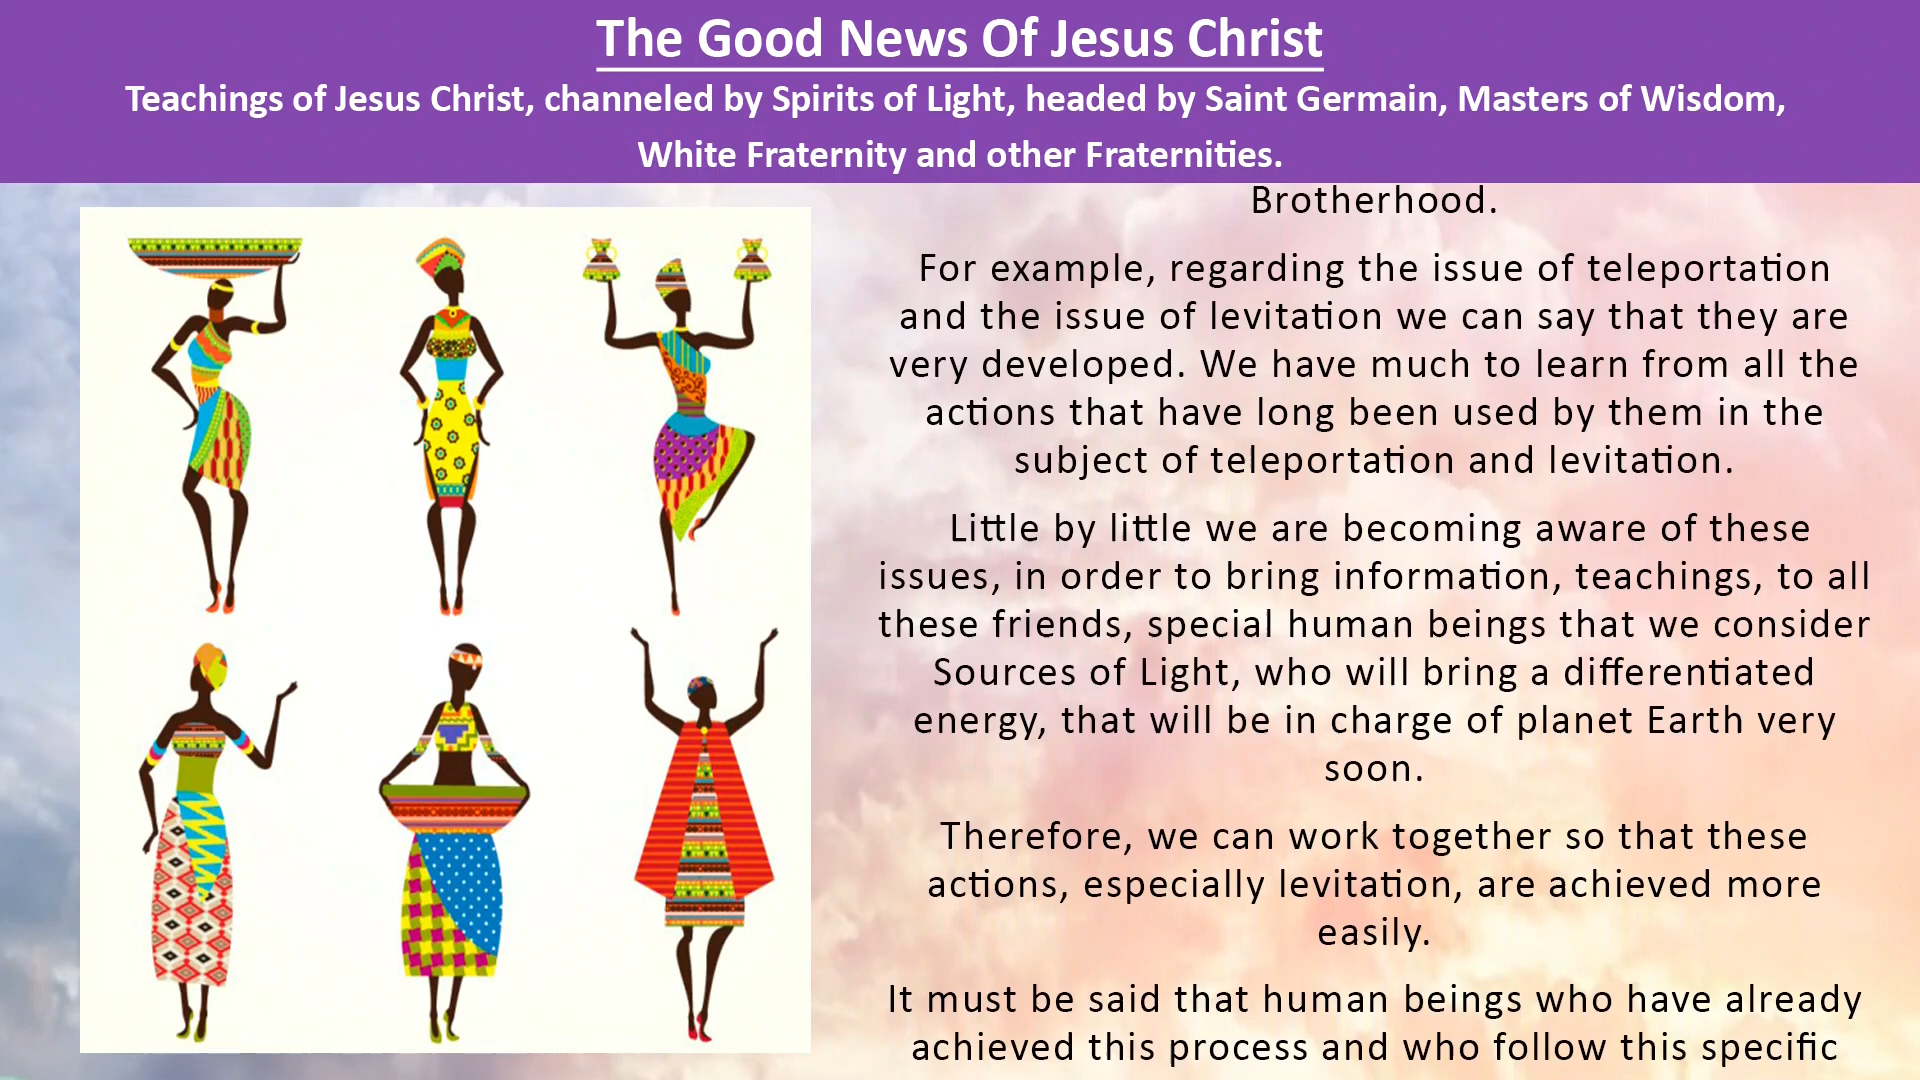 The Good News Of Jesus Christ
Teachings of Jesus Christ, channeled by Spirits of Light, headed by Saint Germain, Masters of Wisdom,
White Fraternity and other Fraternities.
Brotherhood.
For example, regarding the issue of teleportation
and the issue of levitation we can say that they are
very developed. We have much to learn from all the
actions that have long been used by them in the
subject of teleportation and levitation.
Little by little we are becoming aware of these
issues, in order to bring information, teachings, to all
these friends, special human beings that we consider
Sources of Light, who will bring a differentiated
energy, that will be in charge of planet Earth very
soon.
Therefore, we can work together so that these
actions, especially levitation, are achieved more
easily.
It must be said that human beings who have already
achieved this process and who follow this specific